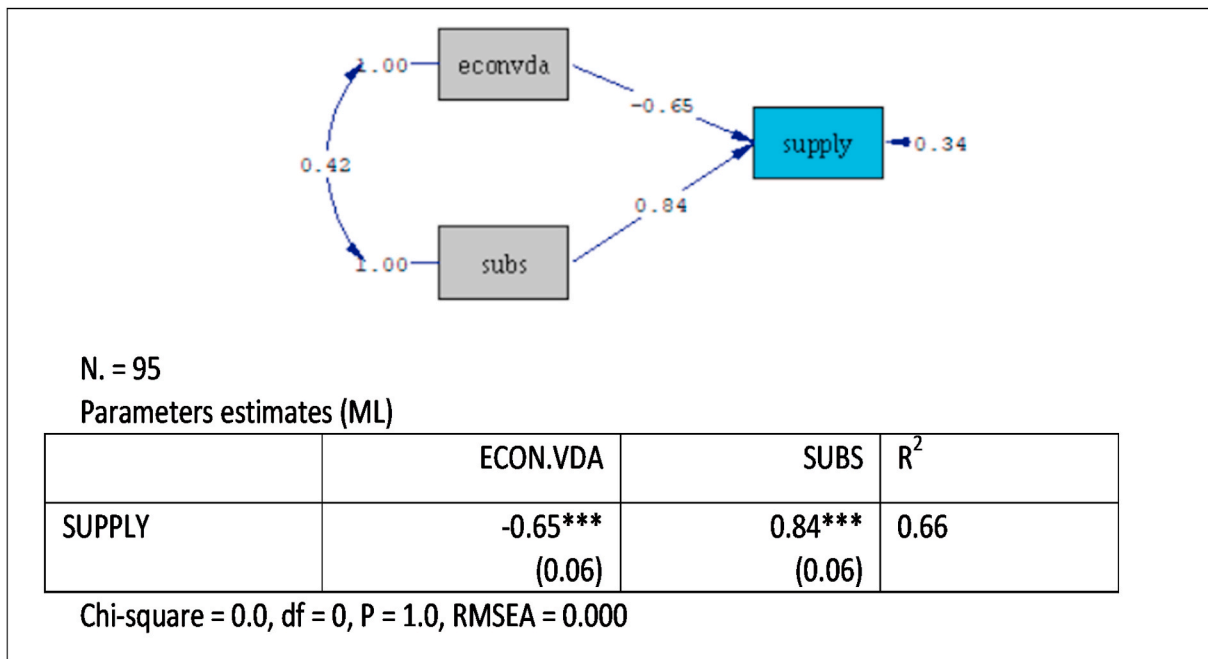 1.00
econvda
-0.65
supply
0.34
0.42
0.84
1.00
subs
N. = 95
Parameters estimates (ML)
ECON.VDA SUBS R²
SUPPLY -0.65*** 0.84*** 0.66
(0.06) (0.06)
Chi-square = 0.0, df = 0, P = 1.0, RMSEA = 0.000